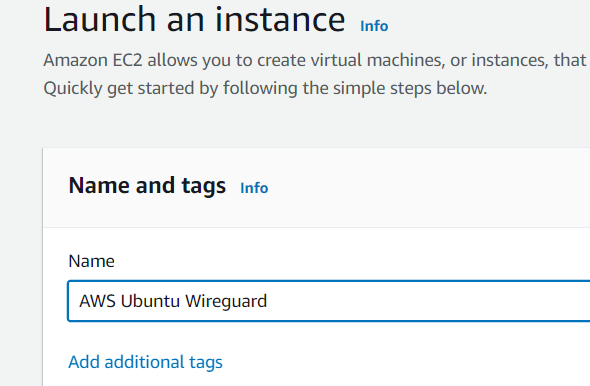 Launch an instance Info
Amazon EC2 allows you to create virtual machines, or instances, that
Quickly get started by following the simple steps below.
Name and tags Info
Name
AWS Ubuntu Wireguard
Add additional tags